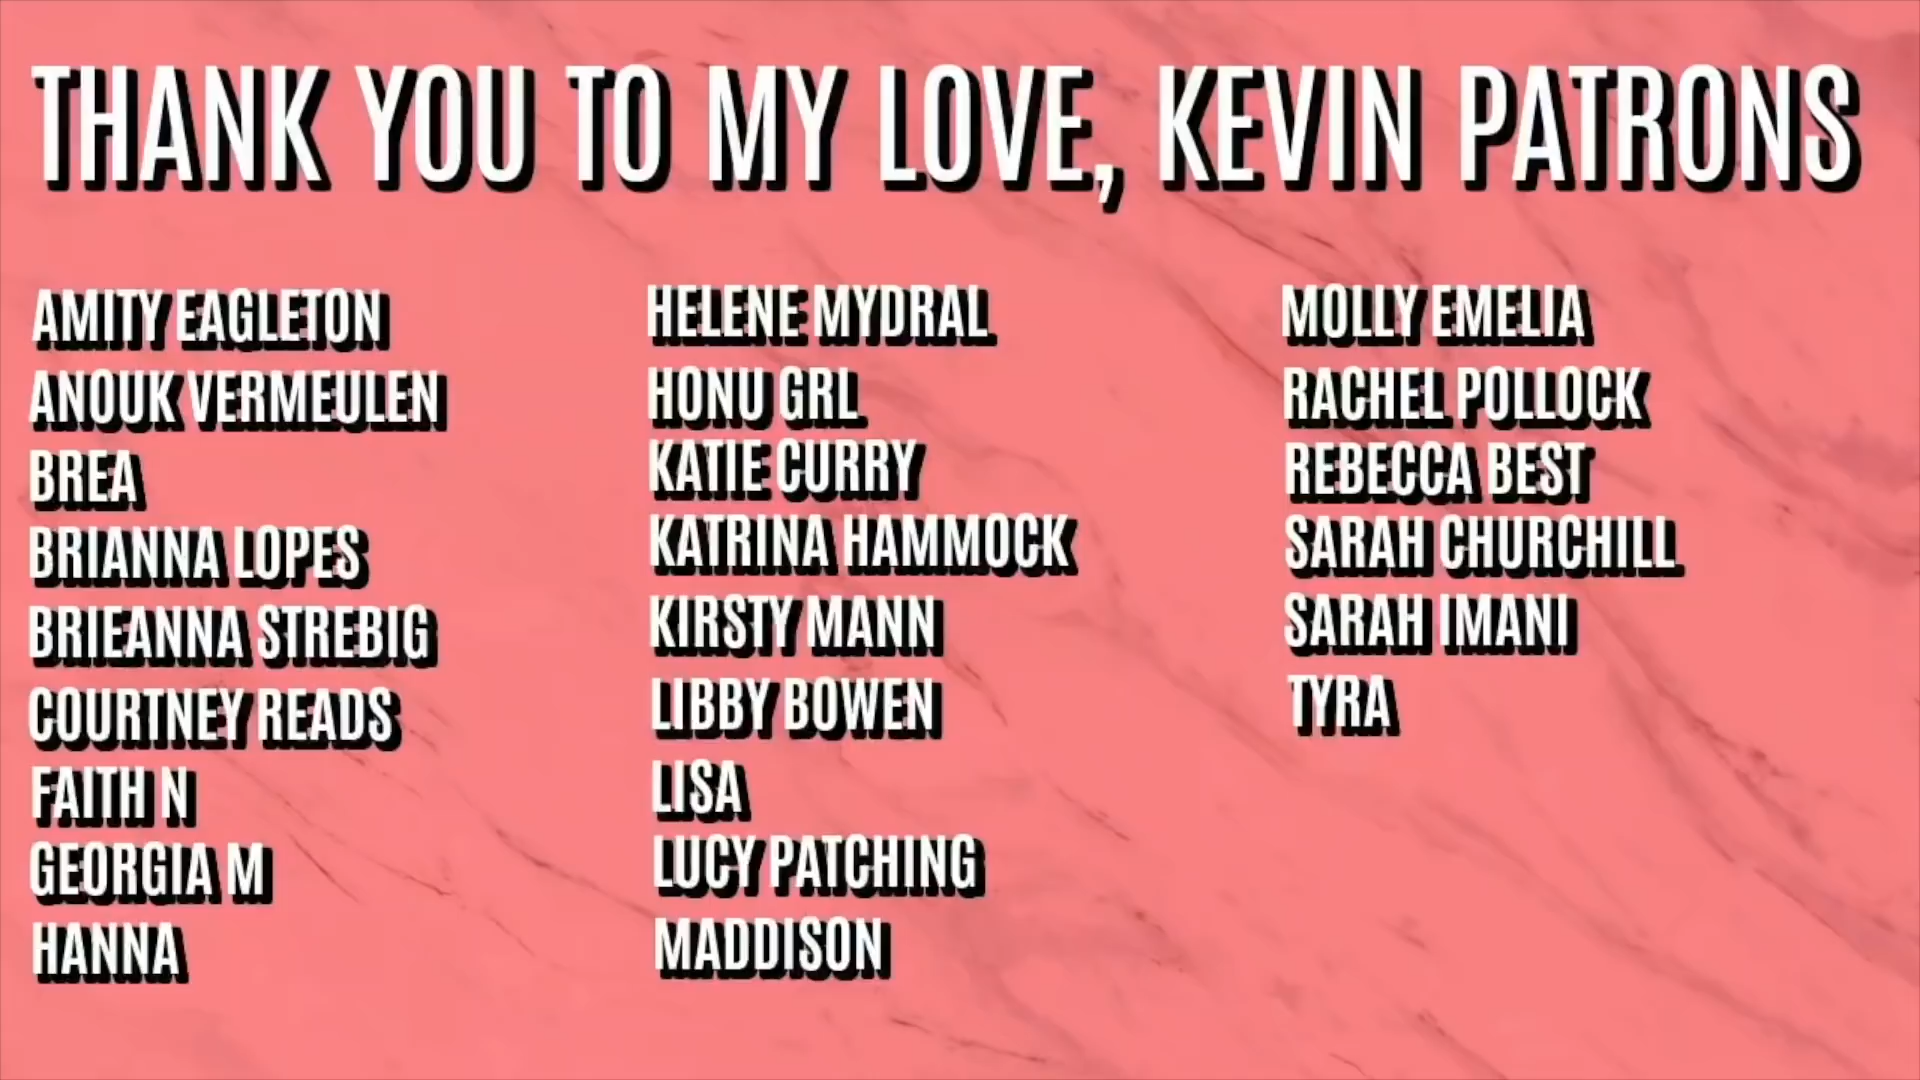 THANK YOU TO MY LOVE, KEVIN PATRONS
AMITY EAGLETON
ANOUK VERMEULEN
BREA
BRIANNA LOPES
BRIEANNA STREBIG
COURTNEY READS
FAITH N
GEORGIA M
HANNA
HELENE MYDRAL
HONU GRL
KATIE CURRY
KATRINA HAMMOCK
KIRSTY MANN
LIBBY BOWEN
LISA
LUCY PATCHING
MADDISON
MOLLY EMELIA
RACHEL POLLOCK
REBECCA BEST
SARAH CHURCHILL
SARAH IMANI
TYRA